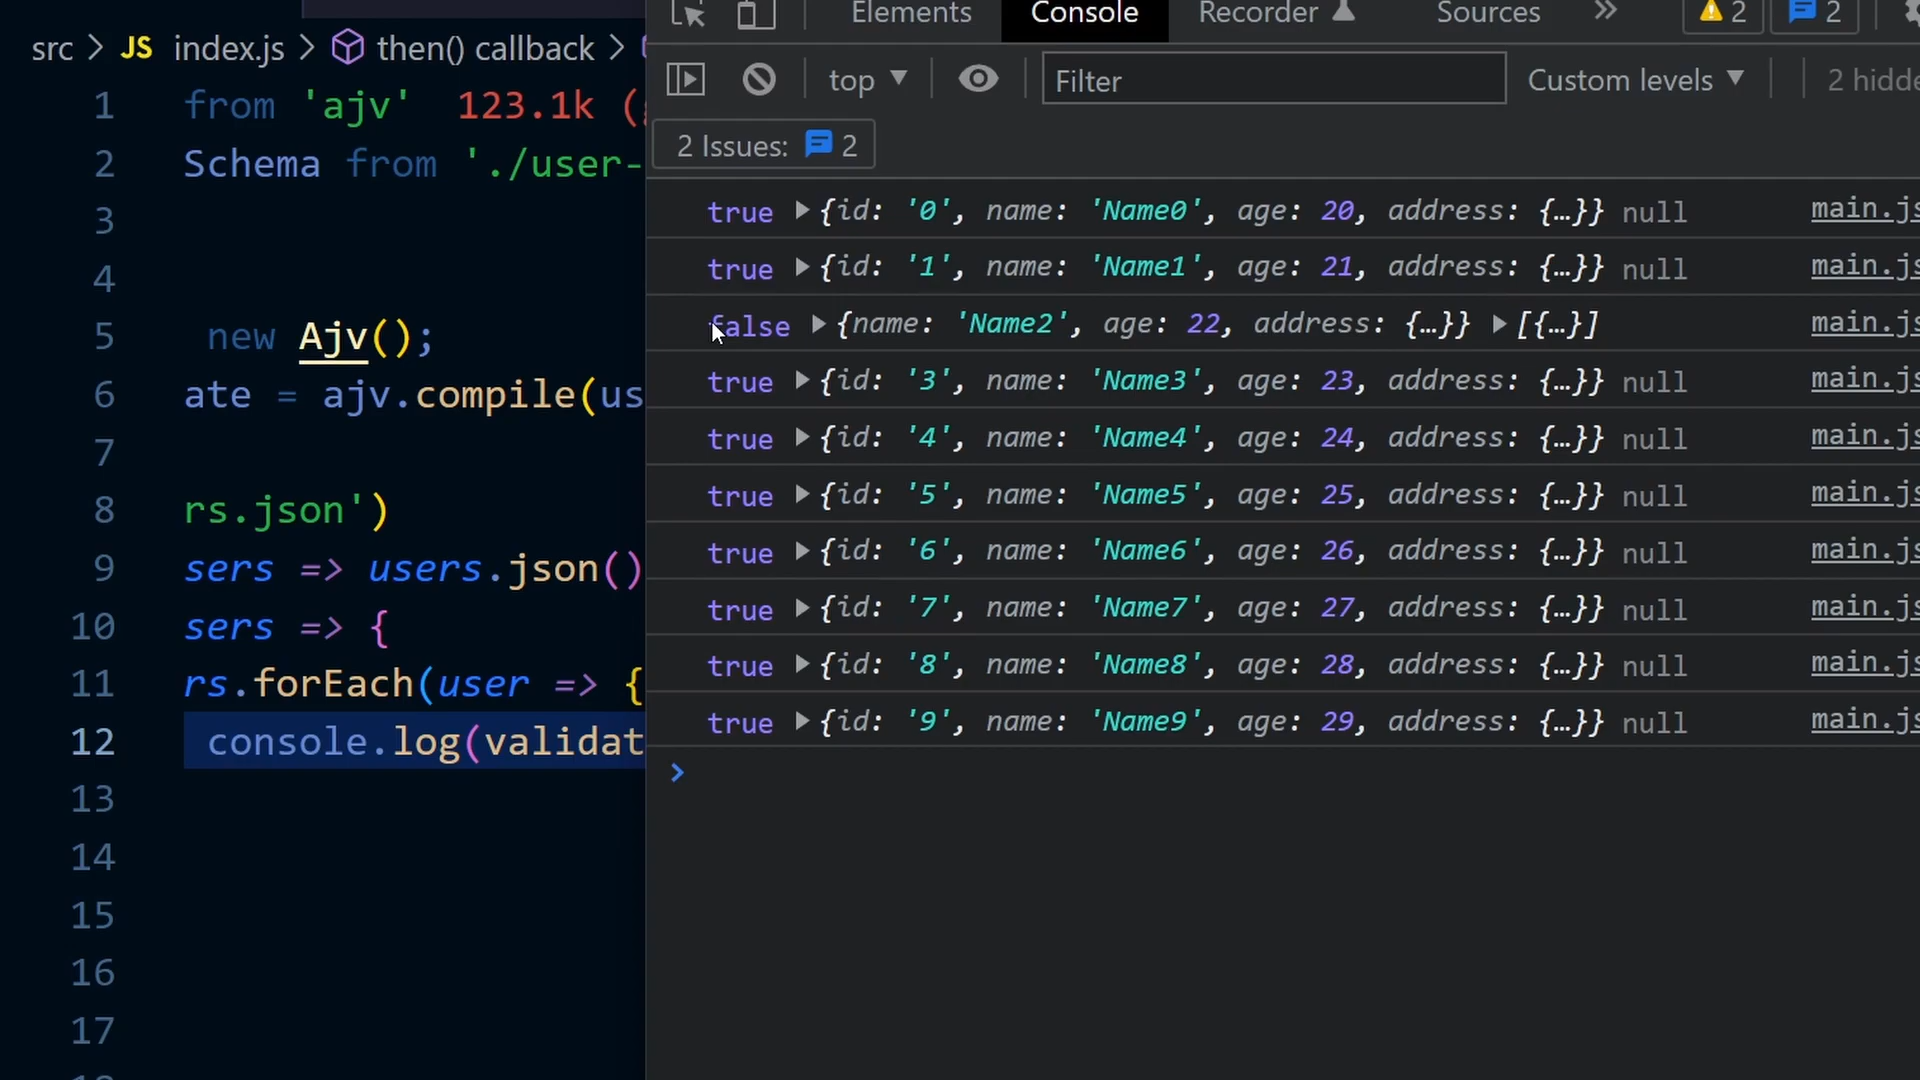 src > JS index.js > then() callback >
1 from 'ajv' 123.1k (
2 Schema from './user-
3
4
5 new Ajv();
6 ate = ajv.compile(us
7
8 rs.json')
9 sers => users.json()
10 sers => {
11 rs.forEach(user => {
12 console.log(validat
13
14
15
16
17
Elements Console Recorder Sources >> 2 2
top Filter Custom levels 2 hidde
2 Issues: 2
true {id: '0', name: 'Name0', age: 20, address: {…}} null main.js
true {id: '1', name: 'Name1', age: 21, address: {…}} null main.js
false {name: 'Name2', age: 22, address: {…}} [{…}] main.js
true {id: '3', name: 'Name3', age: 23, address: {…}} null main.js
true {id: '4', name: 'Name4', age: 24, address: {…}} null main.js
true {id: '5', name: 'Name5', age: 25, address: {…}} null main.js
true {id: '6', name: 'Name6', age: 26, address: {…}} null main.js
true {id: '7', name: 'Name7', age: 27, address: {…}} null main.js
true {id: '8', name: 'Name8', age: 28, address: {…}} null main.js
true {id: '9', name: 'Name9', age: 29, address: {…}} null main.js
>